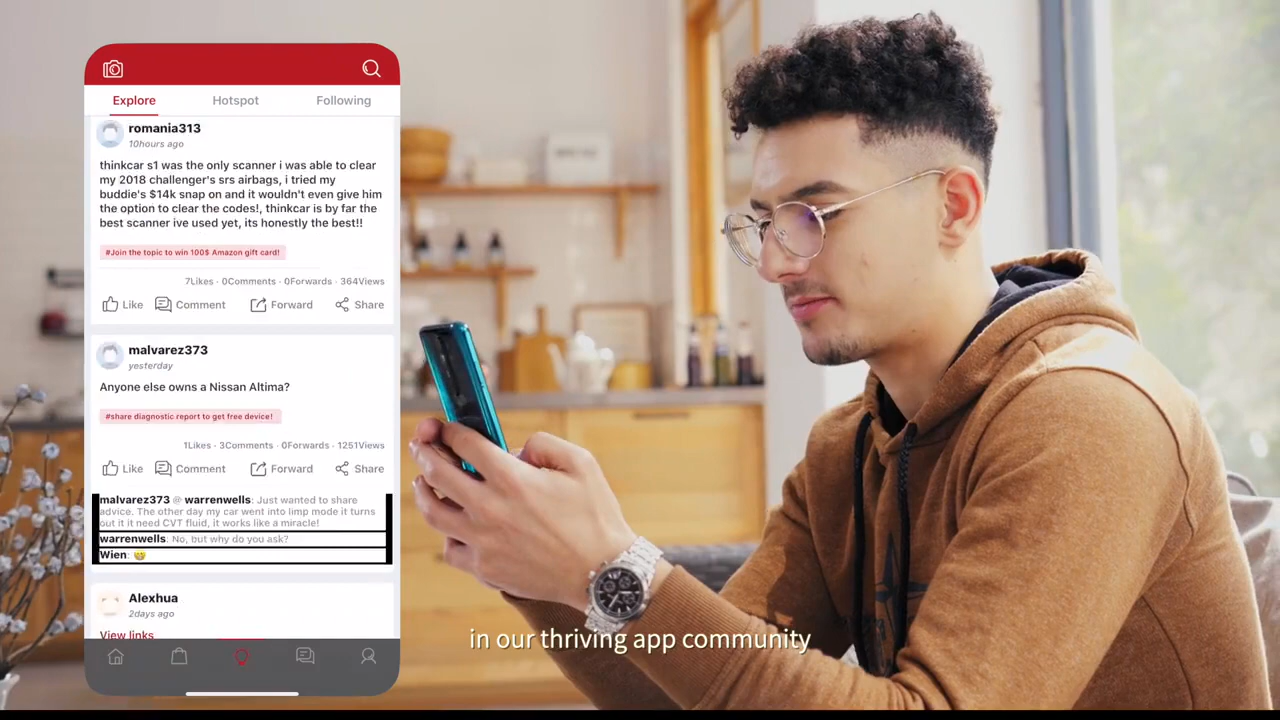 Explore Hotspot Following
romania313
10hours ago
thinkcar s1 was the only scanner i was able to clear
my 2018 challenger's srs airbags, i tried my
buddie's $14k snap on and it wouldn't even give him
the option to clear the codes!, thinkcar is by far the
best scanner ive used yet, its honestly the best!!
#Join the topic to win 100$ Amazon gift card!
7Likes · 0Comments · 0Forwards · 364Views
Like Comment Forward Share
malvarez373
yesterday
Anyone else owns a Nissan Altima?
#share diagnostic report to get free device!
1Likes · 3Comments · 0Forwards · 1251Views
Like Comment Forward Share
malvarez373 @ warrenwells: Just wanted to share
advice. The other day my car went into limp mode it turns
out it it need CVT fluid, it works like a miracle!
warrenwells: No, but why do you ask?
Wien: 😁
Alexhua
2days ago
View links
in our thriving app community